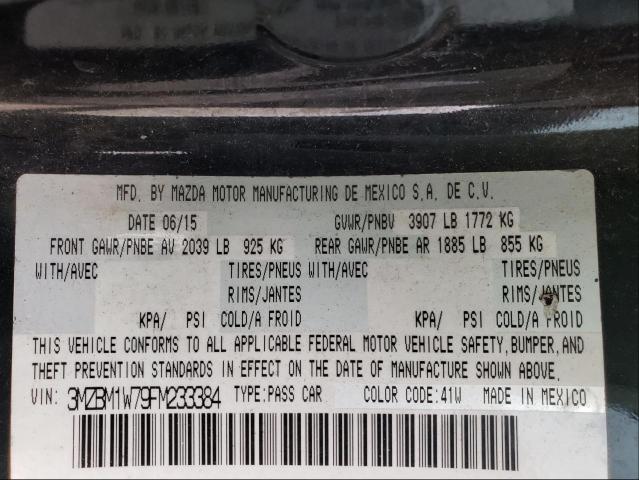 MFD. BY MAZDA MOTOR MANUFACTURING DE MEXICO S.A. DE C.V.
DATE 06/15 GVWR/PNBV 3907 LB 1772 KG
FRONT GAWR/PNBE AV 2039 LB 925 KG REAR GAWR/PNBE AR 1885 LB 855 KG
WITH/AVEC TIRES/PNEUS WITH/AVEC TIRES/PNEUS
RIMS/JANTES RIMS/JANTES
KPA/ PSI COLD/A FROID KPA/ PSI COLD/A FROID
THIS VEHICLE CONFORMS TO ALL APPLICABLE FEDERAL MOTOR VEHICLE SAFETY, BUMPER, AND
THEFT PREVENTION STANDARDS IN EFFECT ON THE DATE OF MANUFACTURE SHOWN ABOVE.
VIN: 3MZBM1W79FM233384 TYPE:PASS CAR COLOR CODE:41W MADE IN MEXICO